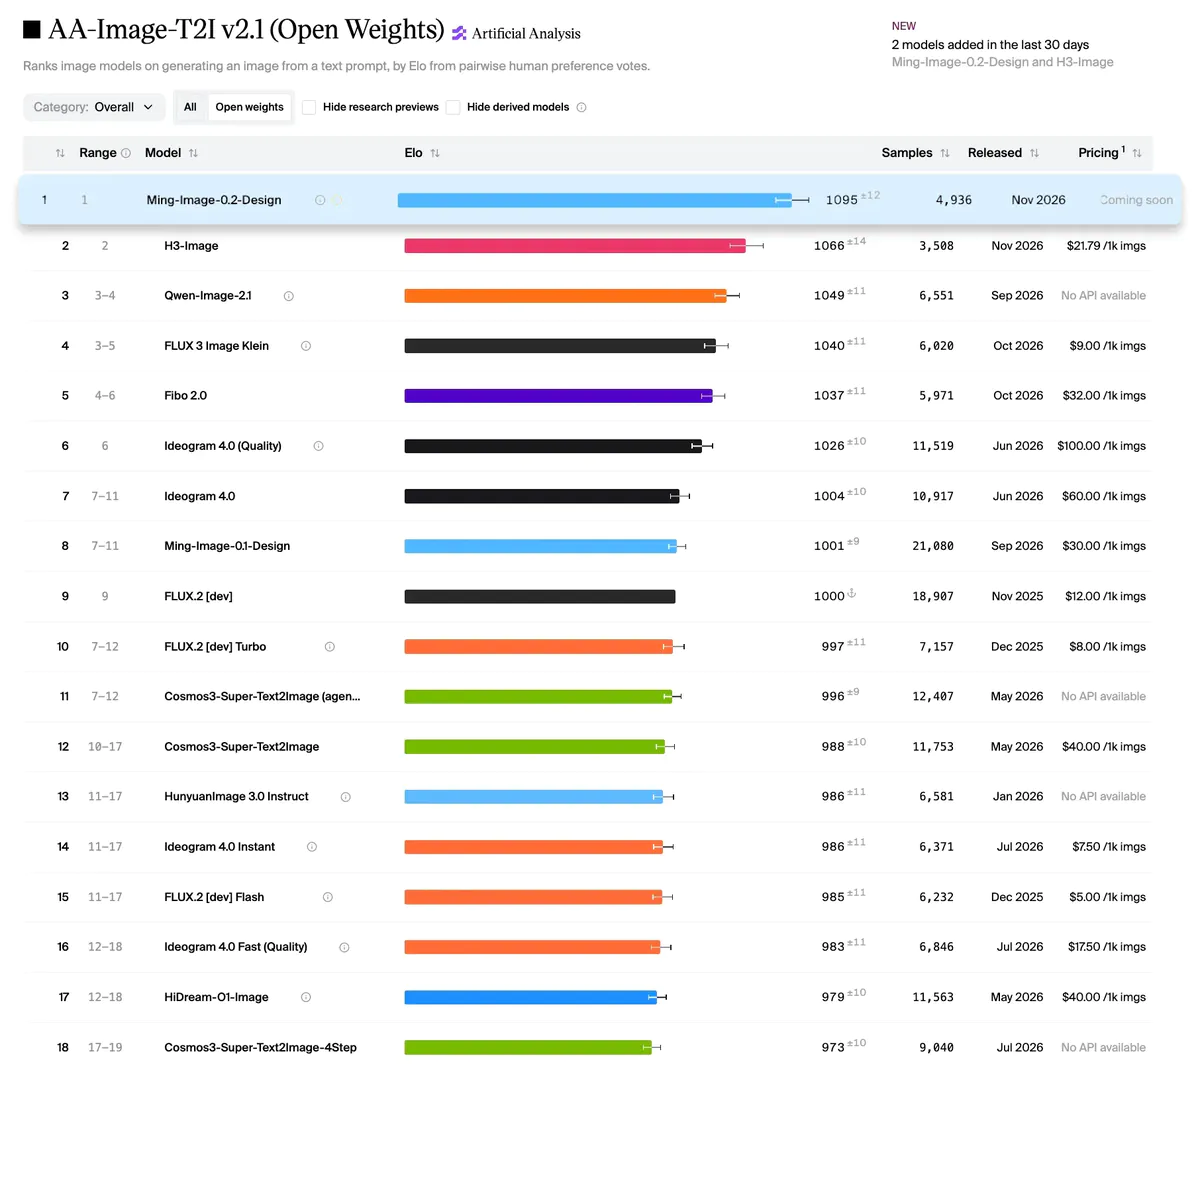 AA-Image-T2I v2.1 (Open Weights) Artificial Analysis
Ranks image models on generating an image from a text prompt, by Elo from pairwise human preference votes.
NEW
2 models added in the last 30 days
Ming-Image-0.2-Design and H3-Image
Category: Overall All Open weights Hide research previews Hide derived models
Range Model Elo Samples Released Pricing 1
1 1 Ming-Image-0.2-Design 1095 ±12 4,936 Nov 2026 Coming soon
2 2 H3-Image 1066 ±14 3,508 Nov 2026 $21.79 /1k imgs
3 3–4 Qwen-Image-2.1 1049 ±11 6,551 Sep 2026 No API available
4 3–5 FLUX 3 Image Klein 1040 ±11 6,020 Oct 2026 $9.00 /1k imgs
5 4–6 Fibo 2.0 1037 ±11 5,971 Oct 2026 $32.00 /1k imgs
6 6 Ideogram 4.0 (Quality) 1026 ±10 11,519 Jun 2026 $100.00 /1k imgs
7 7–11 Ideogram 4.0 1004 ±10 10,917 Jun 2026 $60.00 /1k imgs
8 7–11 Ming-Image-0.1-Design 1001 ±9 21,080 Sep 2026 $30.00 /1k imgs
9 9 FLUX.2 [dev] 1000 18,907 Nov 2025 $12.00 /1k imgs
10 7–12 FLUX.2 [dev] Turbo 997 ±11 7,157 Dec 2025 $8.00 /1k imgs
11 7–12 Cosmos3-Super-Text2Image (agen... 996 ±9 12,407 May 2026 No API available
12 10–17 Cosmos3-Super-Text2Image 988 ±10 11,753 May 2026 $40.00 /1k imgs
13 11–17 HunyuanImage 3.0 Instruct 986 ±11 6,581 Jan 2026 No API available
14 11–17 Ideogram 4.0 Instant 986 ±11 6,371 Jul 2026 $7.50 /1k imgs
15 11–17 FLUX.2 [dev] Flash 985 ±11 6,232 Dec 2025 $5.00 /1k imgs
16 12–18 Ideogram 4.0 Fast (Quality) 983 ±11 6,846 Jul 2026 $17.50 /1k imgs
17 12–18 HiDream-O1-Image 979 ±10 11,563 May 2026 $40.00 /1k imgs
18 17–19 Cosmos3-Super-Text2Image-4Step 973 ±10 9,040 Jul 2026 No API available